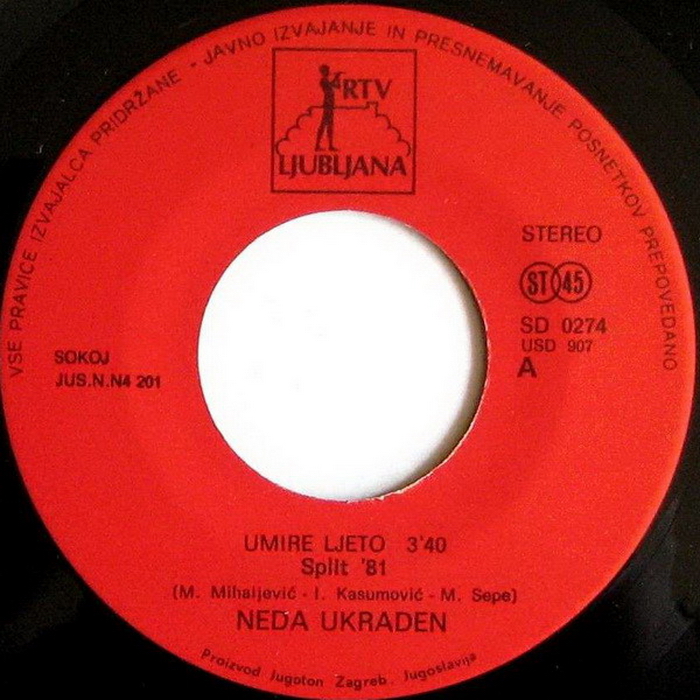 VSE PRAVICE IZVAJALCA PRIDRŽANE - JAVNO IZVAJANJE IN PRESNEMAVANJE POSNETKOV PREPOVEDANO
RTV
LJUBLJANA
STEREO
ST 45
SD 0274
USD 907
A
SOKOJ
JUS.N.N4 201
UMIRE LJETO 3'40
Split '81
(M. Mihaljević - I. Kasumović - M. Sepe)
NEDA UKRADEN
Proizvod Jugoton Zagreb, Jugoslavija